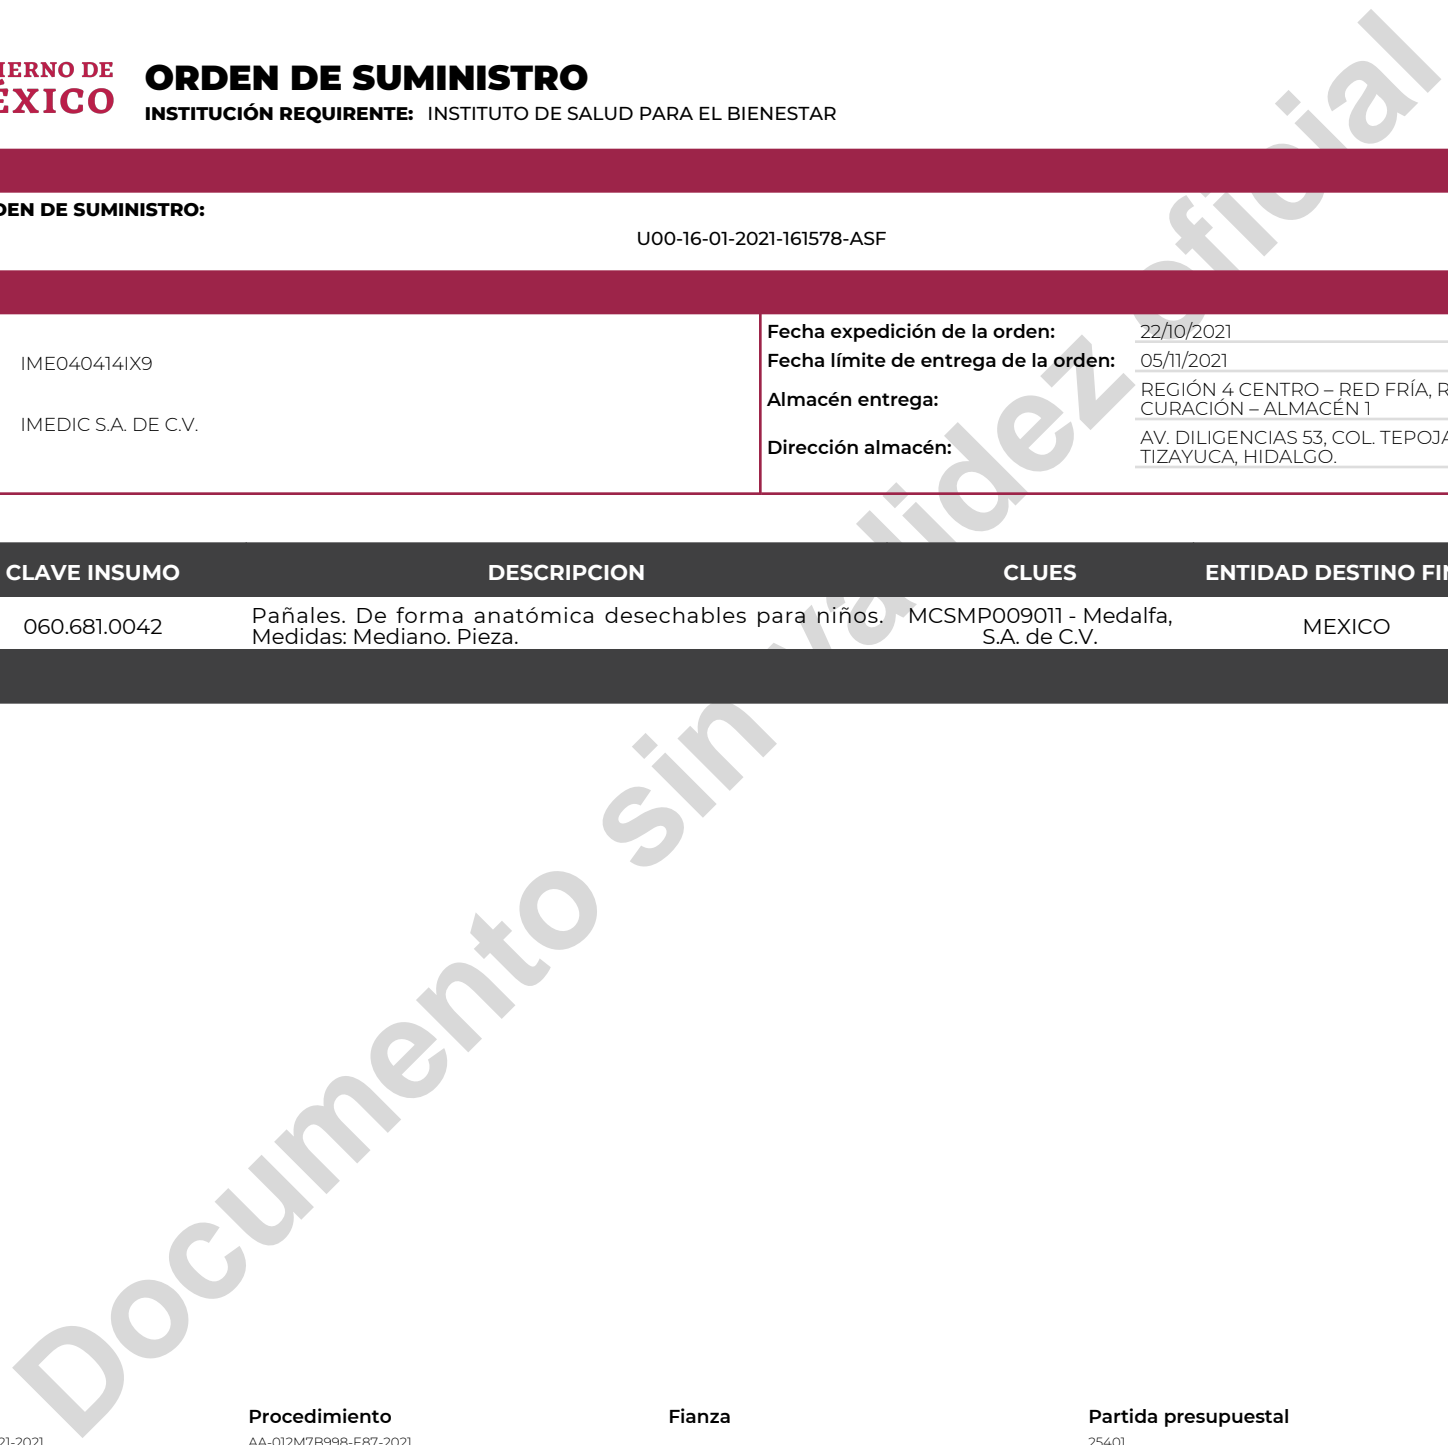 IERNO DE
ÉXICO
ORDEN DE SUMINISTRO
INSTITUCIÓN REQUIRENTE: INSTITUTO DE SALUD PARA EL BIENESTAR
DEN DE SUMINISTRO:
U00-16-01-2021-161578-ASF
IME040414IX9
IMEDIC S.A. DE C.V.
Fecha expedición de la orden: 22/10/2021
Fecha límite de entrega de la orden: 05/11/2021
Almacén entrega: REGIÓN 4 CENTRO – RED FRÍA, R
CURACIÓN – ALMACÉN 1
Dirección almacén: AV. DILIGENCIAS 53, COL. TEPOJA
TIZAYUCA, HIDALGO.
CLAVE INSUMO DESCRIPCION CLUES ENTIDAD DESTINO FIN
060.681.0042 Pañales. De forma anatómica desechables para niños. MCSMP009011 - Medalfa, MEXICO
Medidas: Mediano. Pieza. S.A. de C.V.
Documento sin validez oficial
Procedimiento Fianza Partida presupuestal
21-2021 AA-012M7B998-E87-2021 25401